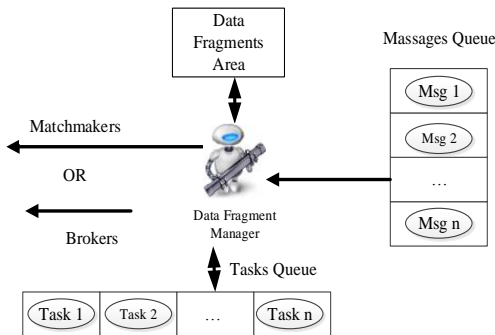 Data
Fragments
Area
Massages Queue
Msg 1
Msg 2
…
Msg n
Matchmakers
OR
Brokers
Data Fragment
Manager
Tasks Queue
Task 1 Task 2 … Task n